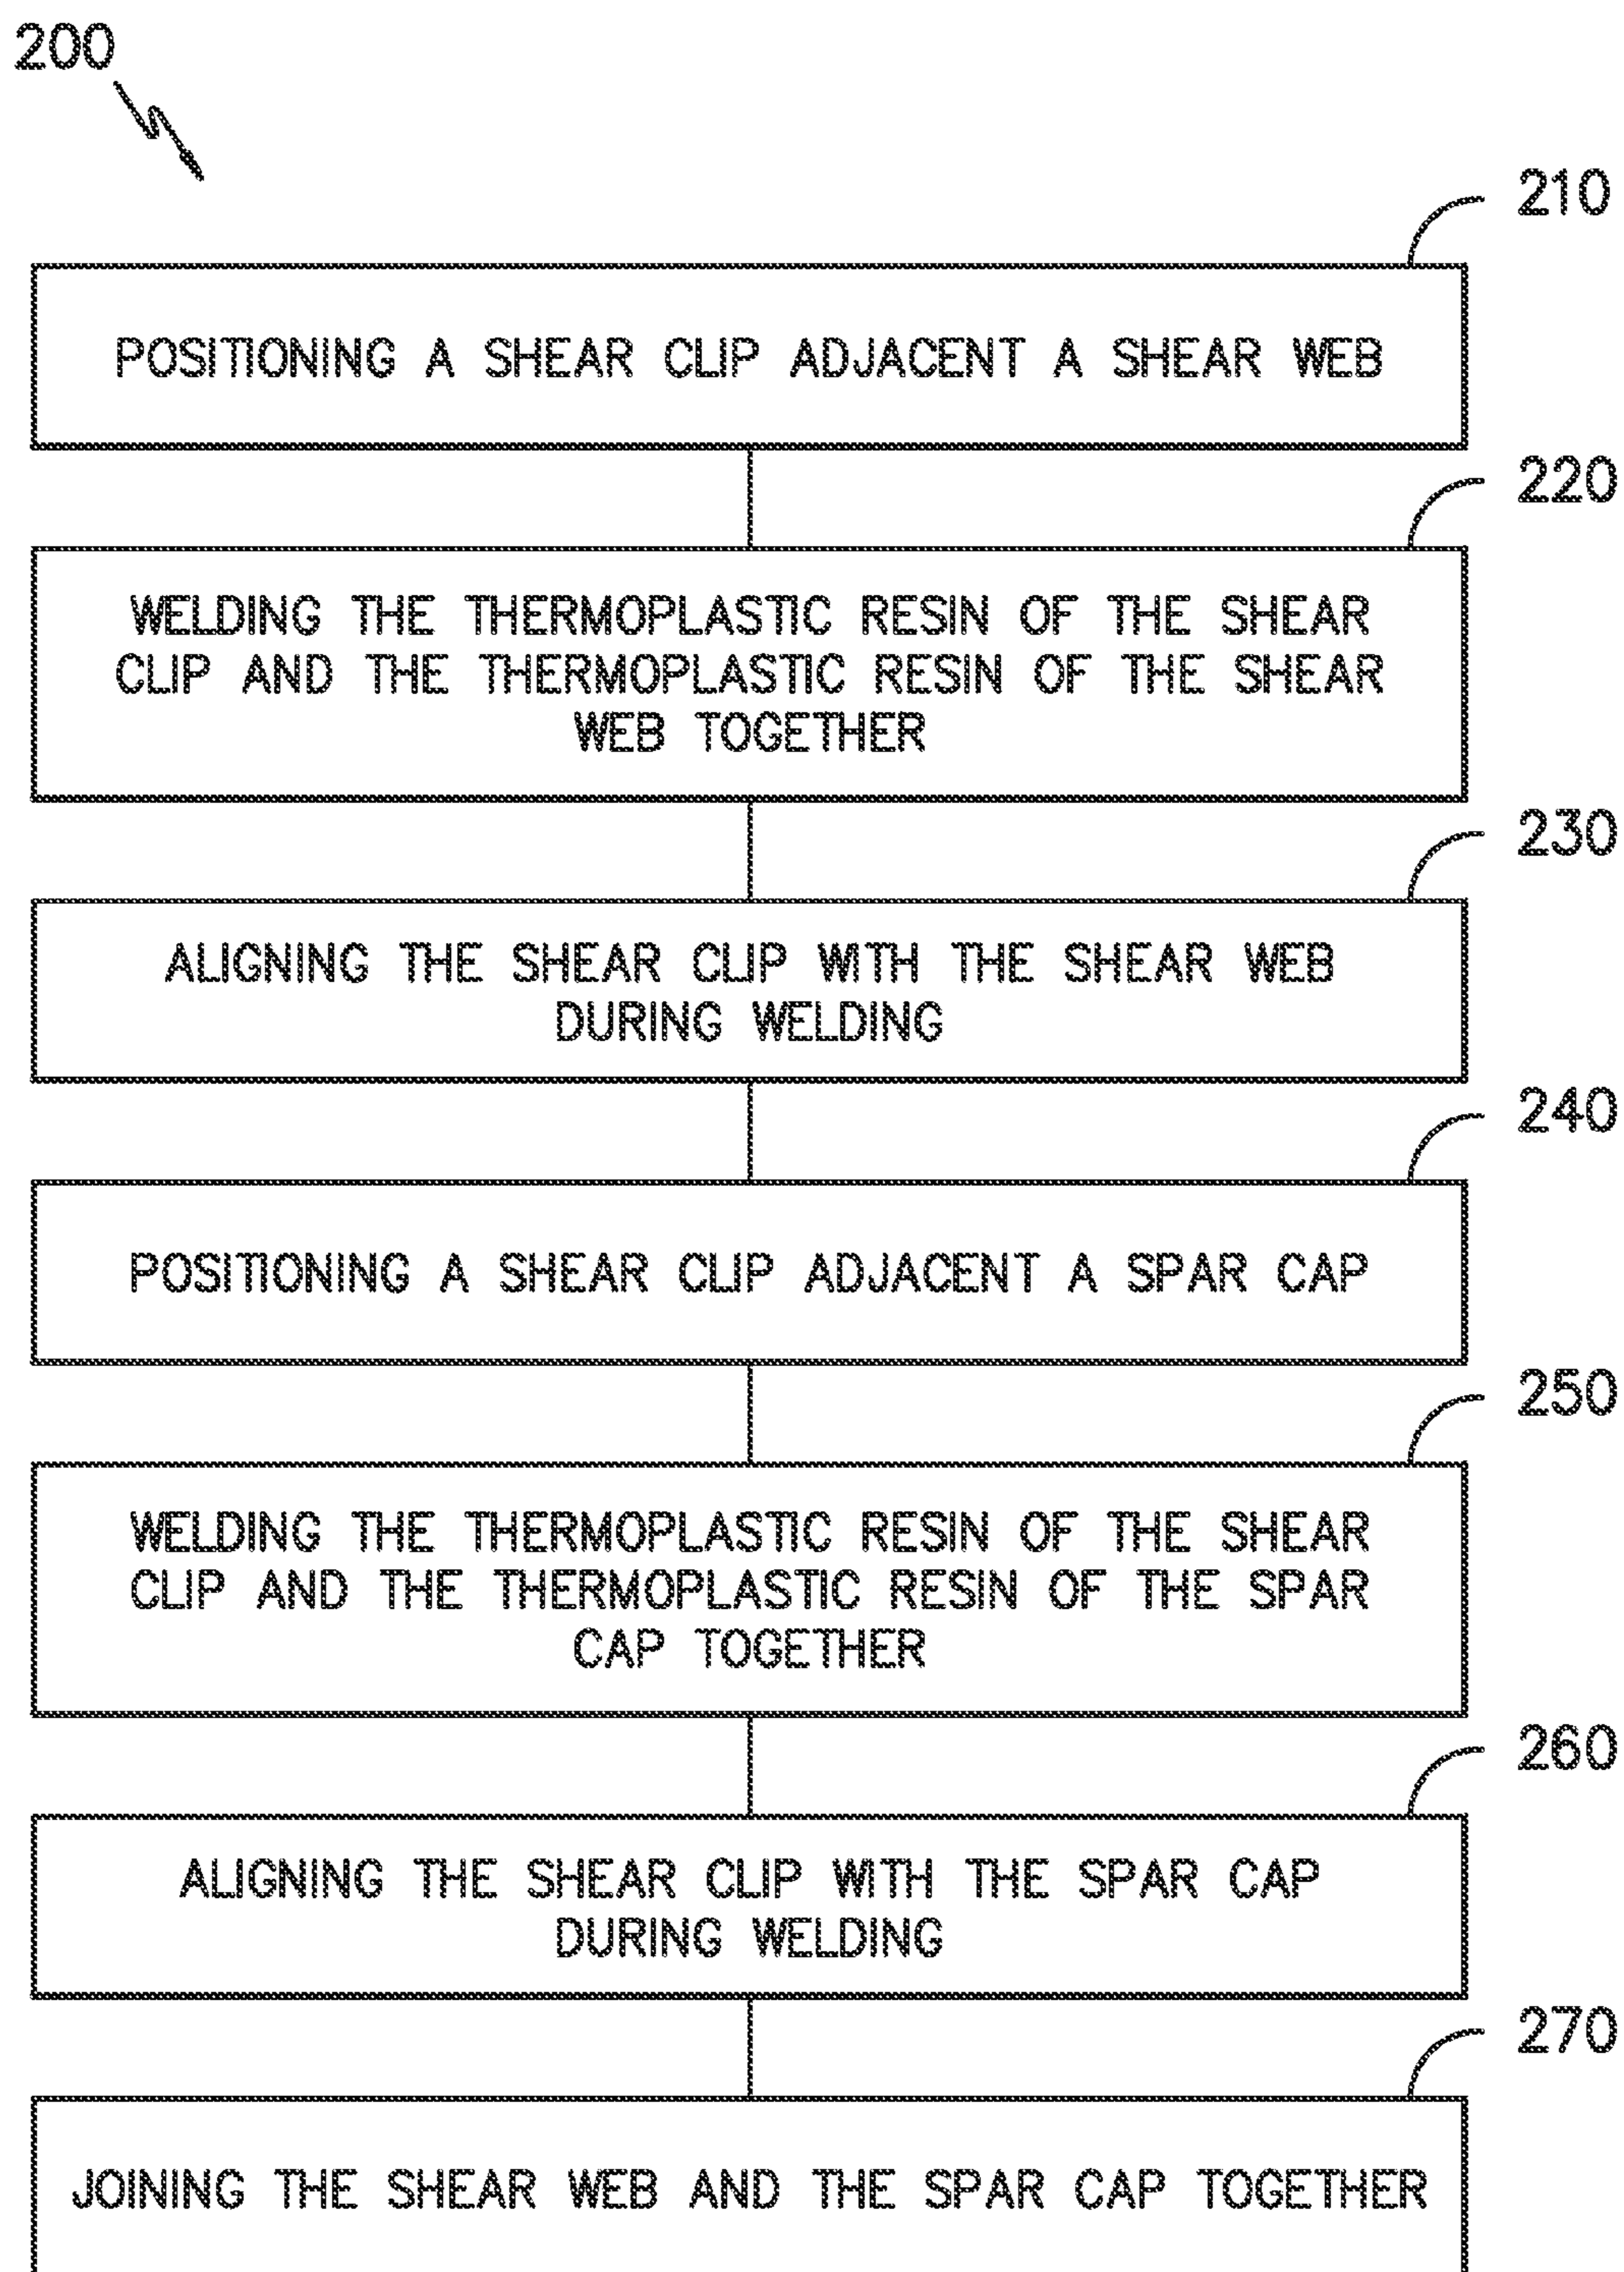 200
210
POSITIONING A SHEAR CLIP ADJACENT A SHEAR WEB
220
WELDING THE THERMOPLASTIC RESIN OF THE SHEAR
CLIP AND THE THERMOPLASTIC RESIN OF THE SHEAR
WEB TOGETHER
230
ALIGNING THE SHEAR CLIP WITH THE SHEAR WEB
DURING WELDING
240
POSITIONING A SHEAR CLIP ADJACENT A SPAR CAP
250
WELDING THE THERMOPLASTIC RESIN OF THE SHEAR
CLIP AND THE THERMOPLASTIC RESIN OF THE SPAR
CAP TOGETHER
260
ALIGNING THE SHEAR CLIP WITH THE SPAR CAP
DURING WELDING
270
JOINING THE SHEAR WEB AND THE SPAR CAP TOGETHER